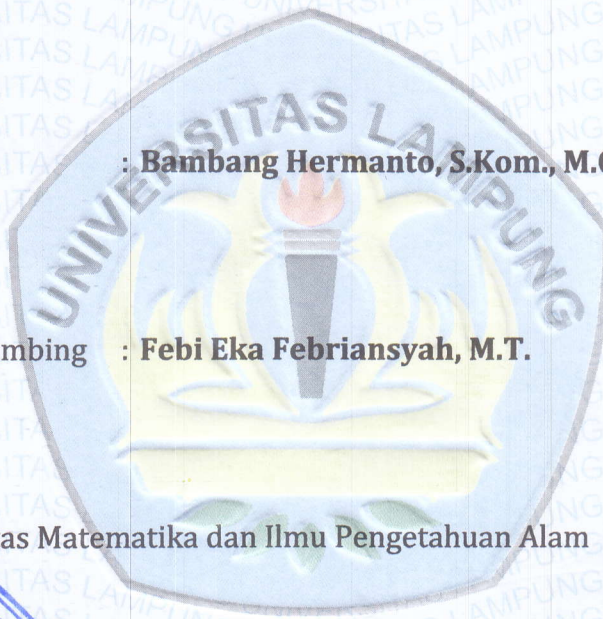 UNIVERSITAS LAMPUNG
: Bambang Hermanto, S.Kom., M.
mbing : Febi Eka Febriansyah, M.T.
as Matematika dan Ilmu Pengetahuan Alam